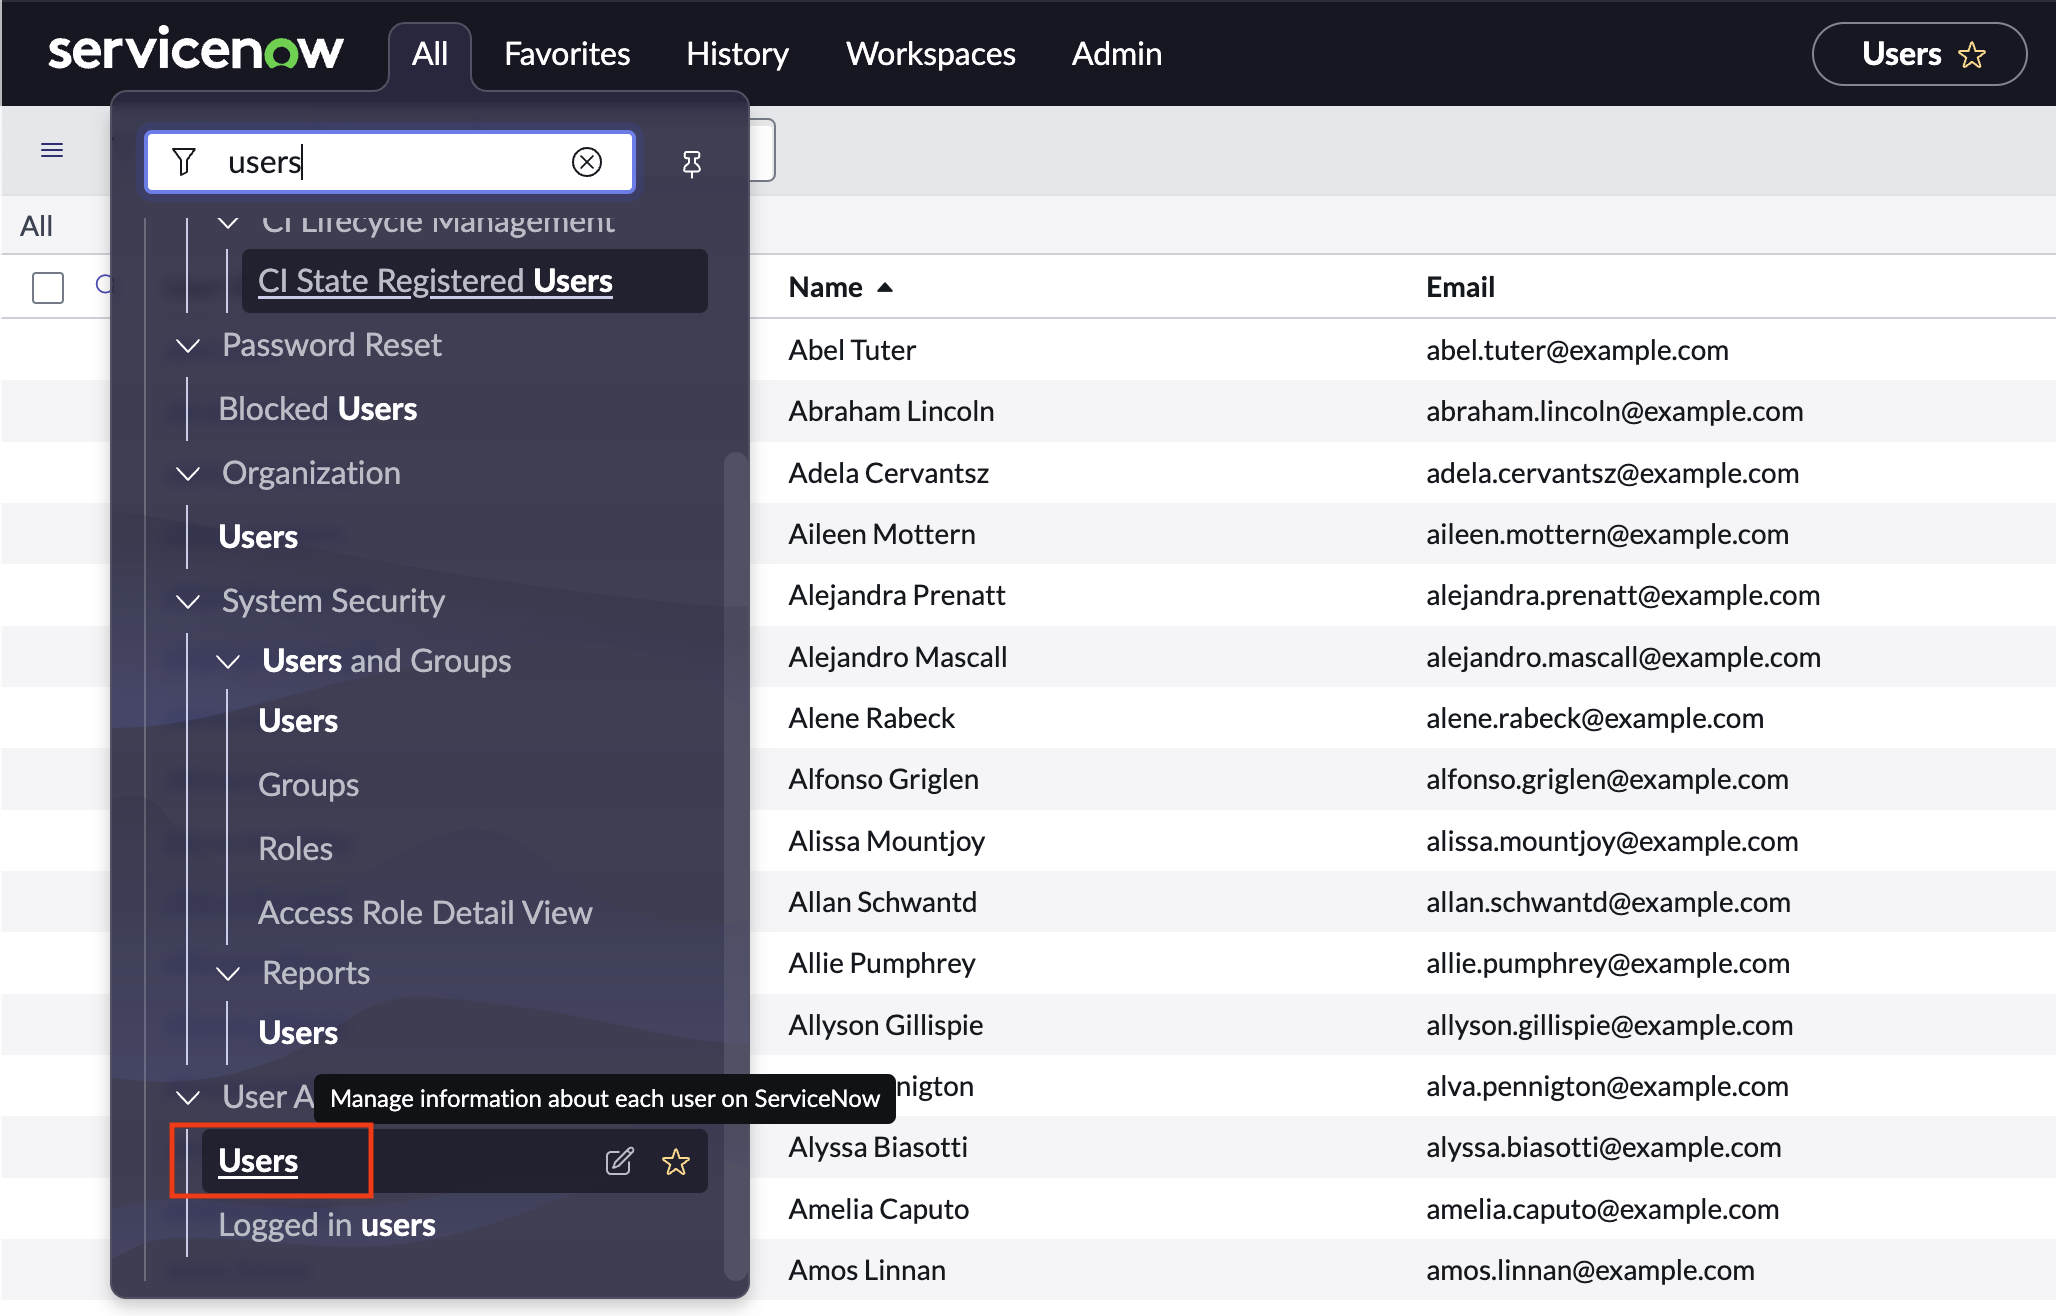 servicenow
All
Favorites
History
Workspaces
Admin
Users
users
All
CI Lifecycle Management
CI State Registered Users
Password Reset
Blocked Users
Organization
Users
System Security
Users and Groups
Users
Groups
Roles
Access Role Detail View
Reports
Users
User A
Manage information about each user on ServiceNow
Users
Logged in users
Name Email
Abel Tuter abel.tuter@example.com
Abraham Lincoln abraham.lincoln@example.com
Adela Cervantsz adela.cervantsz@example.com
Aileen Mottern aileen.mottern@example.com
Alejandra Prenatt alejandra.prenatt@example.com
Alejandro Mascall alejandro.mascall@example.com
Alene Rabeck alene.rabeck@example.com
Alfonso Griglen alfonso.griglen@example.com
Alissa Mountjoy alissa.mountjoy@example.com
Allan Schwantd allan.schwantd@example.com
Allie Pumphrey allie.pumphrey@example.com
Allyson Gillispie allyson.gillispie@example.com
nigton alva.pennigton@example.com
Alyssa Biasotti alyssa.biasotti@example.com
Amelia Caputo amelia.caputo@example.com
Amos Linnan amos.linnan@example.com